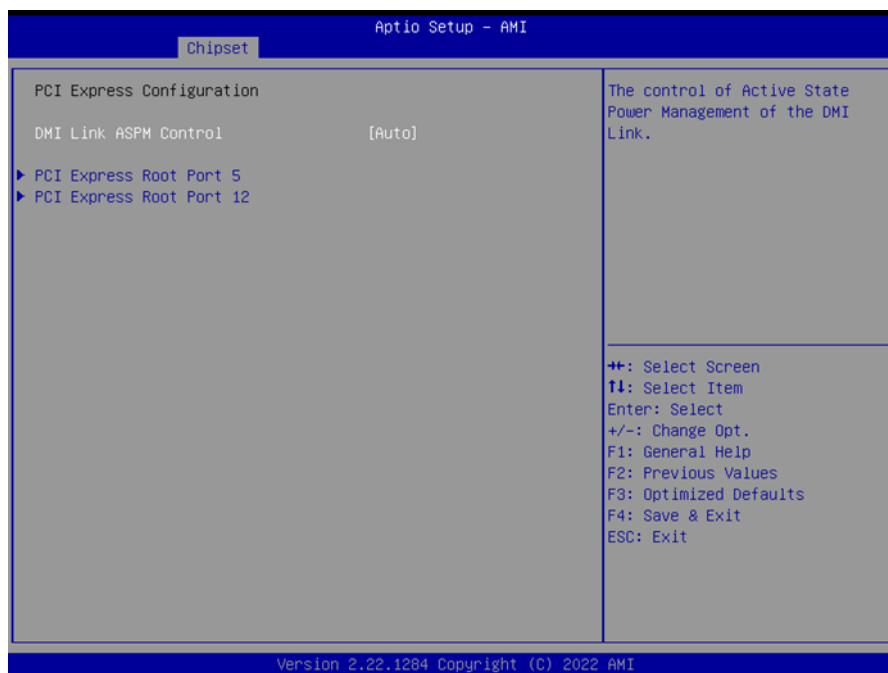 Aptio Setup - AMI
Chipset
PCI Express Configuration
DMI Link ASPM Control [Auto]
PCI Express Root Port 5
PCI Express Root Port 12
The control of Active State
Power Management of the DMI
Link.
→←: Select Screen
↑↓: Select Item
Enter: Select
+/-: Change Opt.
F1: General Help
F2: Previous Values
F3: Optimized Defaults
F4: Save & Exit
ESC: Exit
Version 2.22.1284 Copyright (C) 2022 AMI